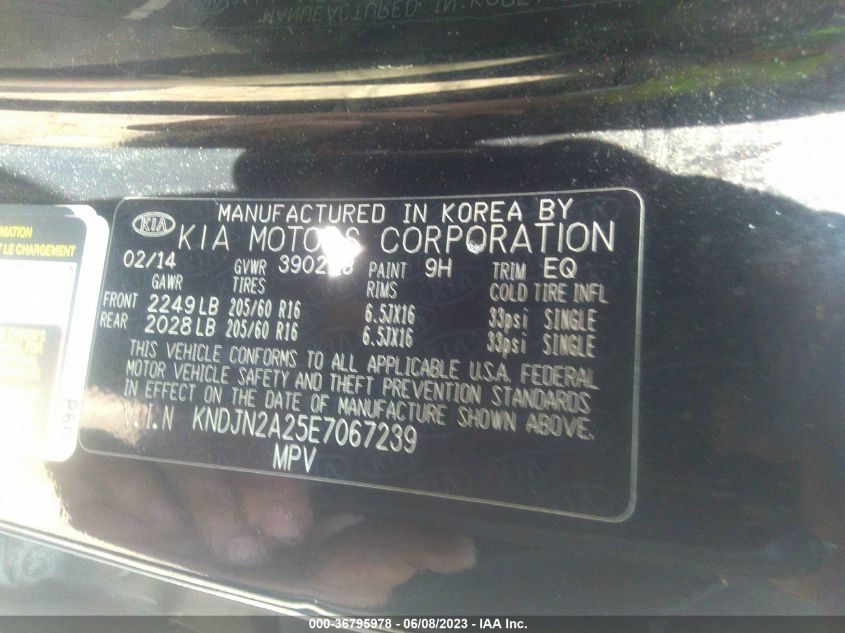 MANUFACTURED IN KOREA BY
KIA KIA MOTORS CORPORATION
02/14 GVWR PAINT 9H TRIM EQ
GAWR TIRES RIMS COLD TIRE INFL
FRONT 2249LB 205/60 R16 6.5JX16 33psi SINGLE
REAR 2028LB 205/60 R16 6.5JX16 33psi SINGLE
THIS VEHICLE CONFORMS TO ALL APPLICABLE U.S.A. FEDERAL
MOTOR VEHICLE SAFETY AND THEFT PREVENTION STANDARDS
IN EFFECT ON THE DATE OF MANUFACTURE SHOWN ABOVE.
V.I.N KNDJN2A25E7067239
MPV
LE CHARGEMENT
000-36795978 - 06/08/2023 - IAA Inc.